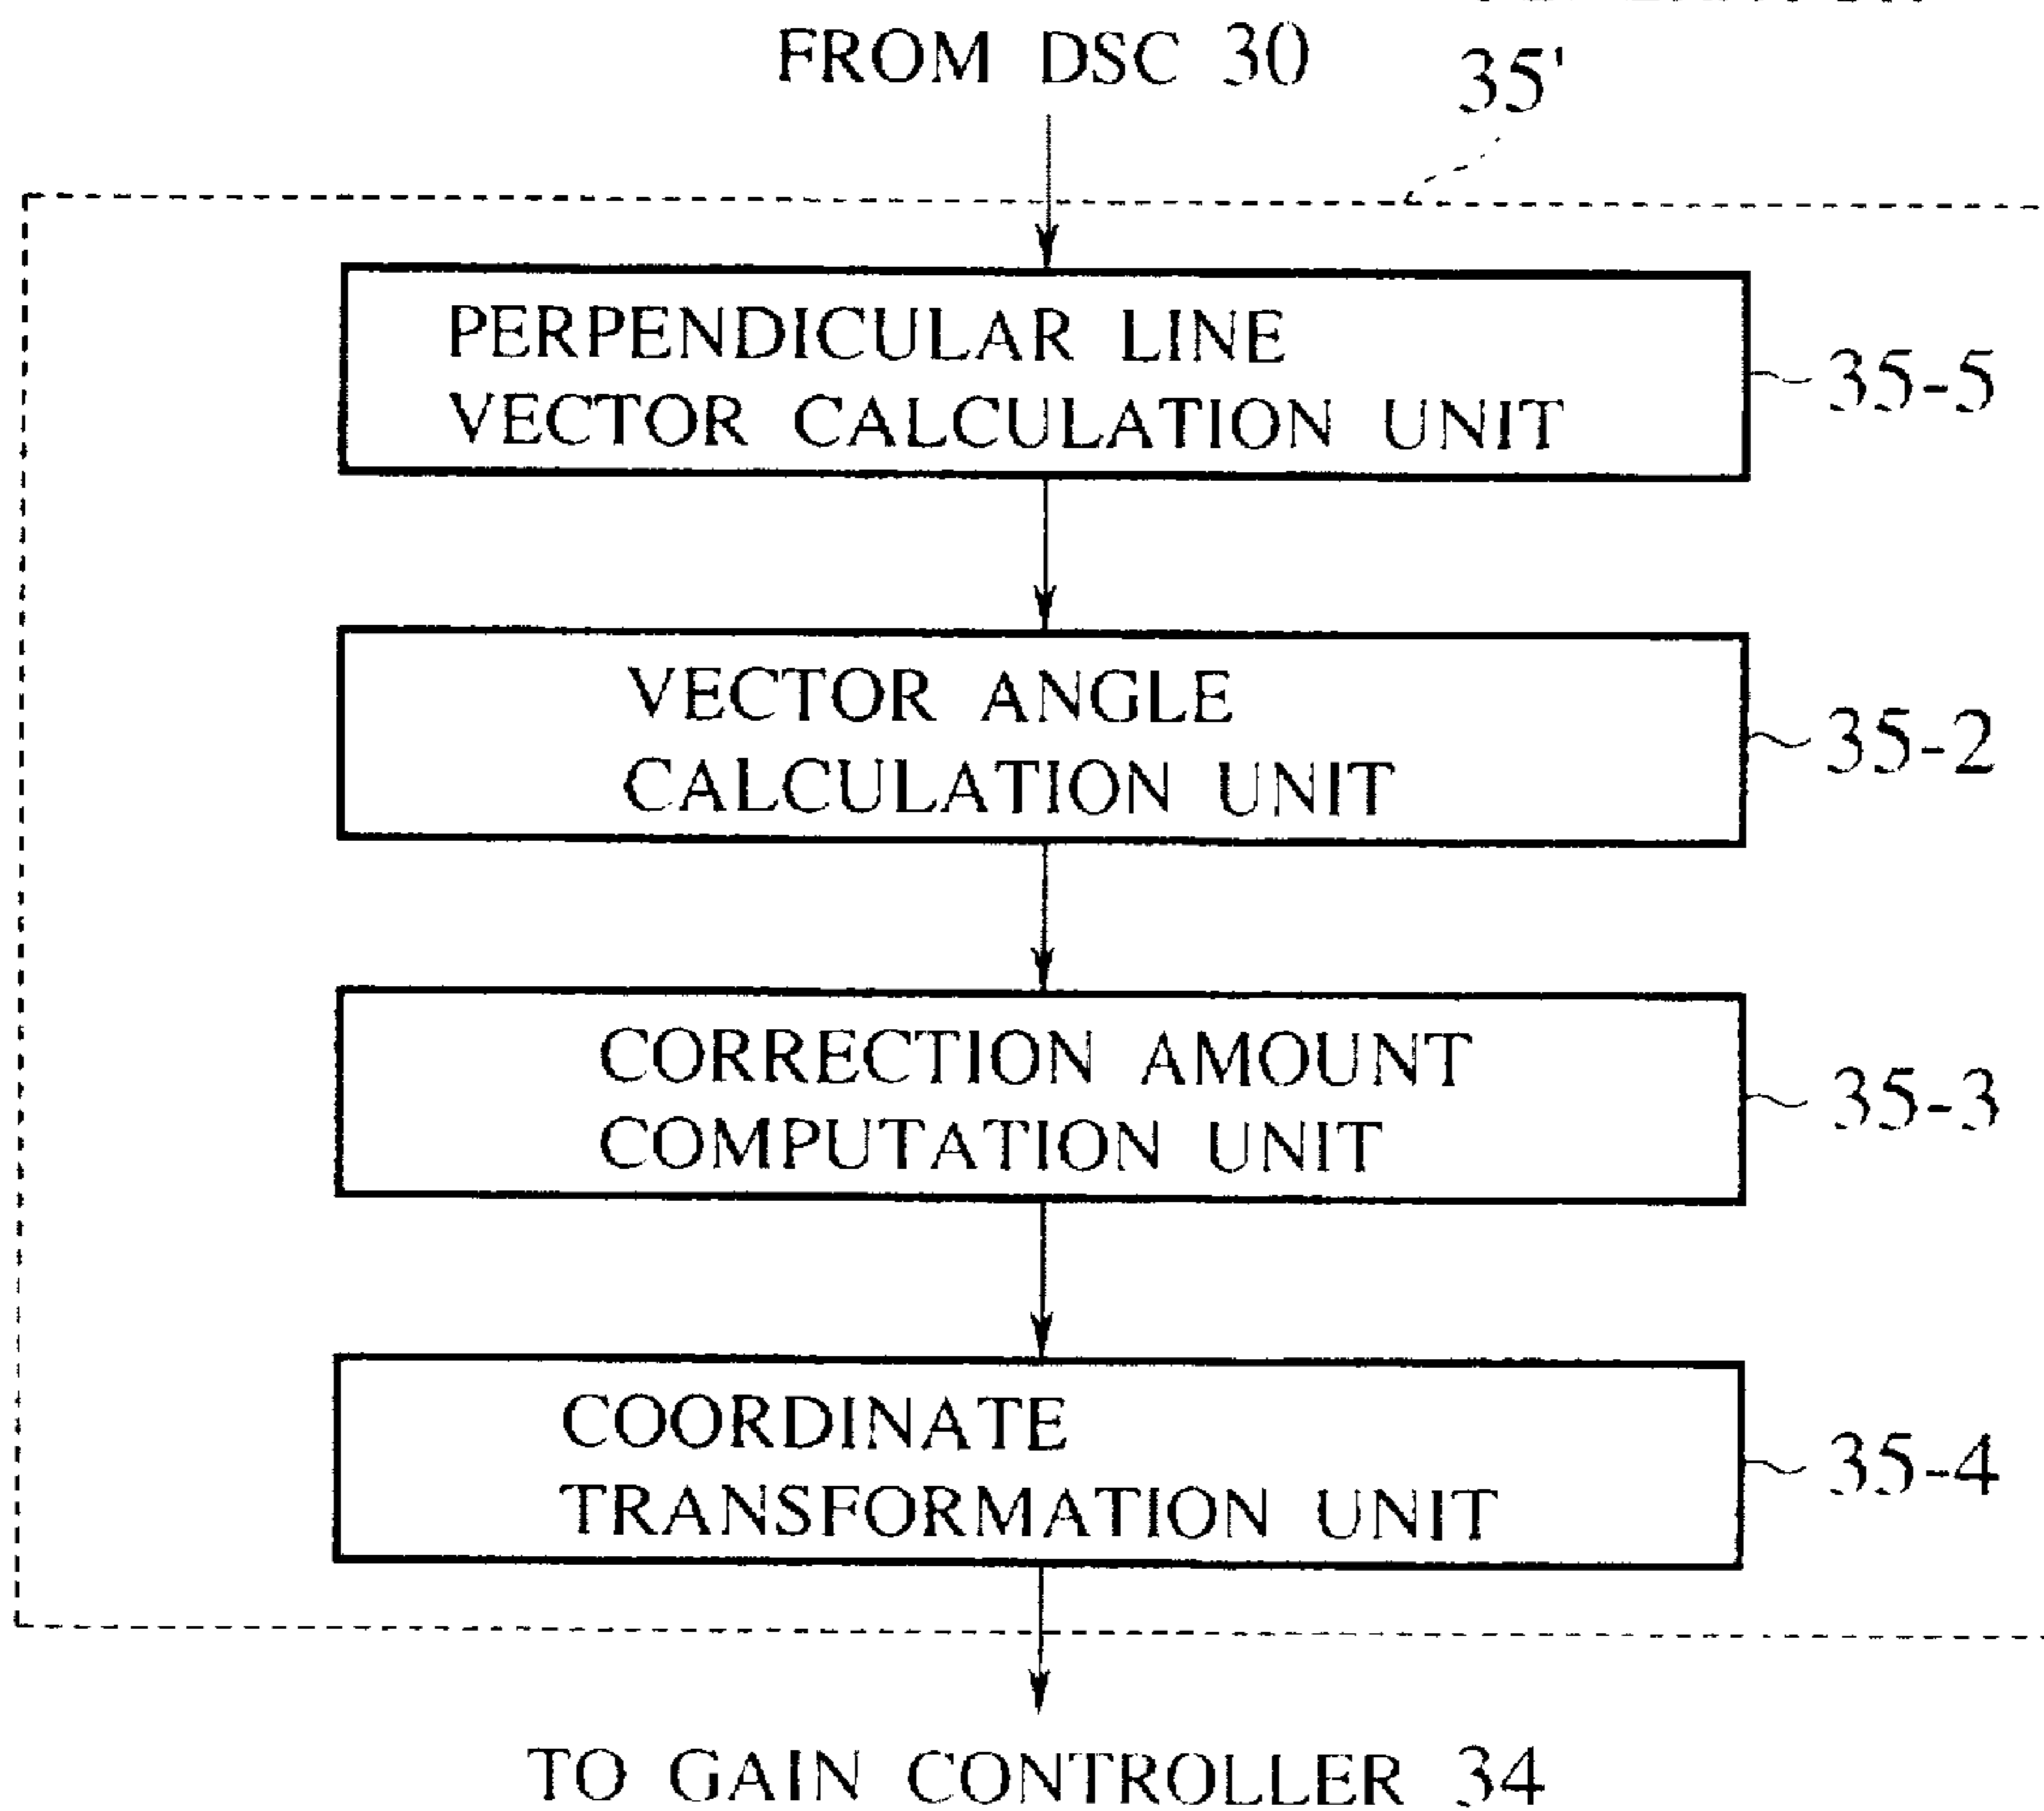 FROM DSC 30
35'
PERPENDICULAR LINE
VECTOR CALCULATION UNIT
35-5
VECTOR ANGLE
CALCULATION UNIT
35-2
CORRECTION AMOUNT
COMPUTATION UNIT
35-3
COORDINATE
TRANSFORMATION UNIT
35-4
TO GAIN CONTROLLER 34